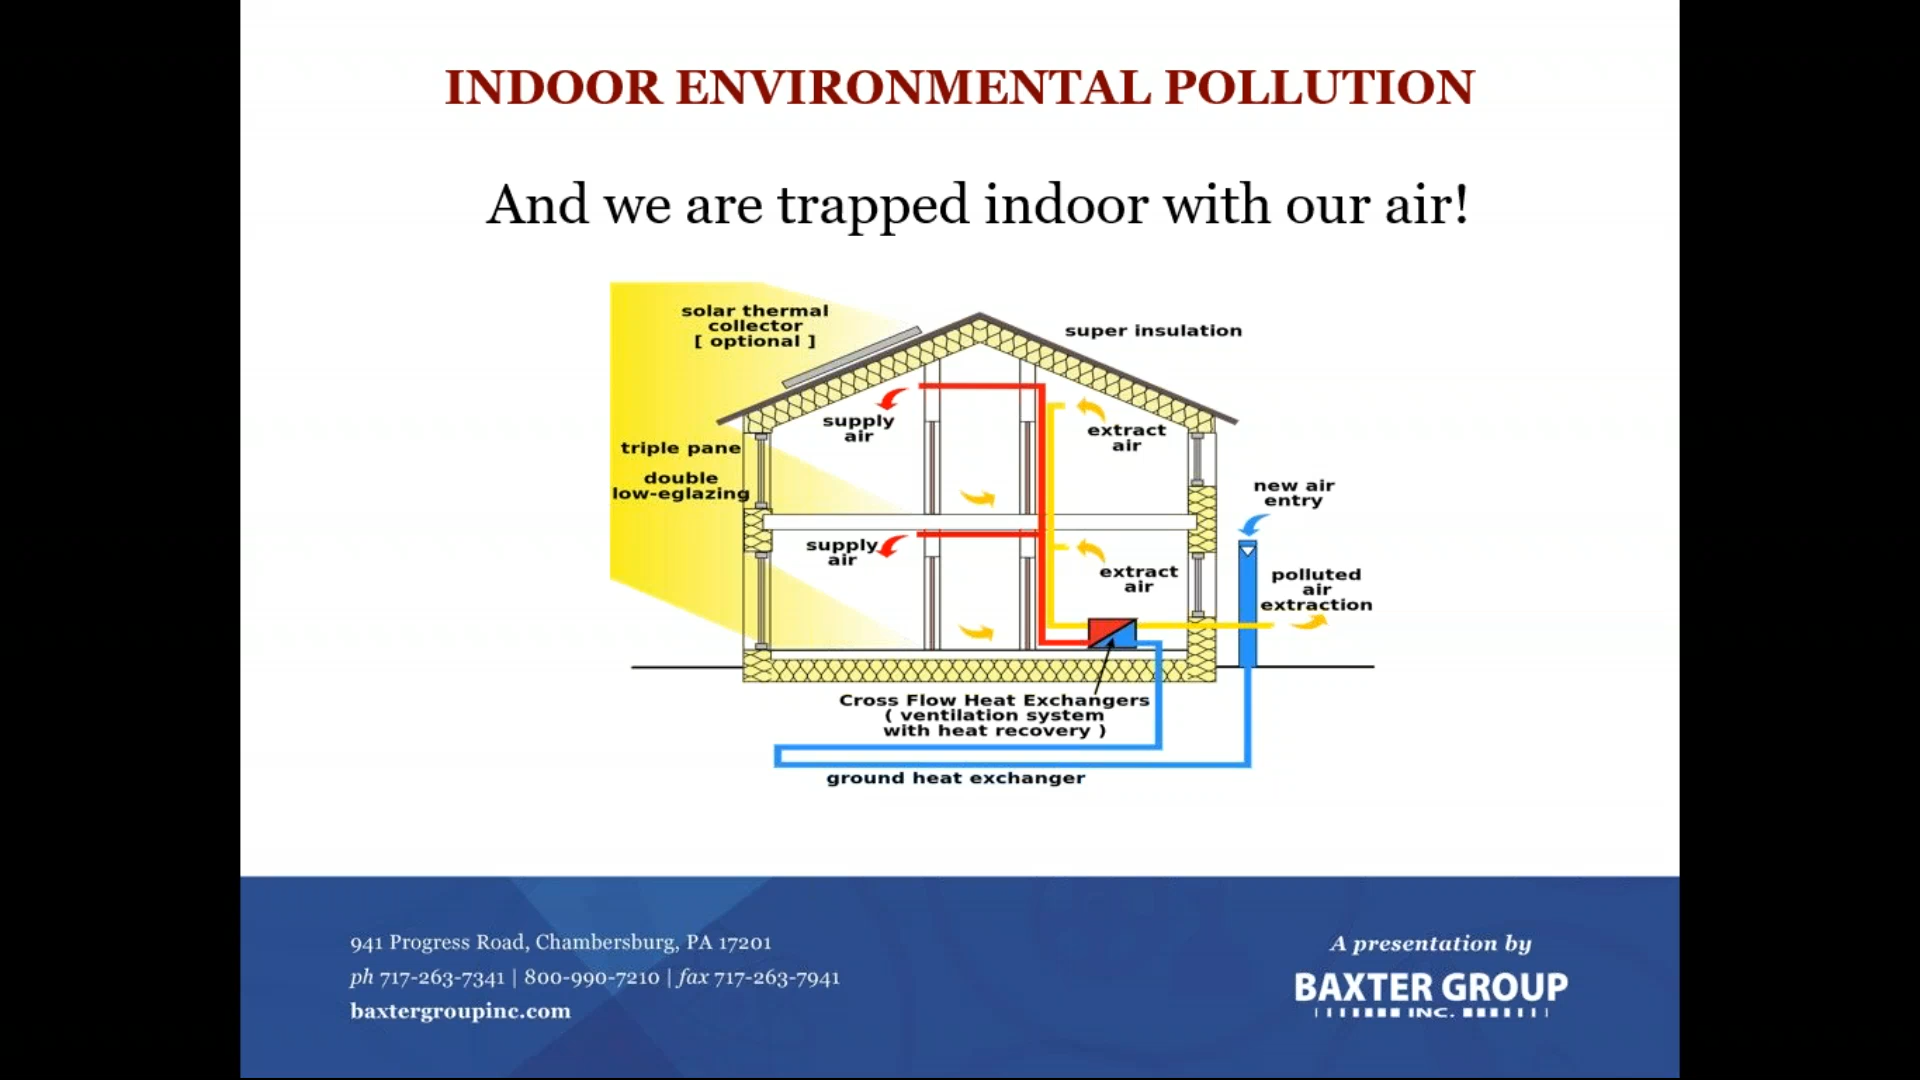 INDOOR ENVIRONMENTAL POLLUTION
And we are trapped indoor with our air!
solar thermal
collector
[ optional ]
super insulation
supply
air
extract
air
triple pane
double
low-eglazing
new air
entry
supply
air
extract
air
polluted
air
extraction
Cross Flow Heat Exchangers
( ventilation system
with heat recovery )
ground heat exchanger
941 Progress Road, Chambersburg, PA 17201
ph 717-263-7341 | 800-990-7210 | fax 717-263-7941
baxtergroupinc.com
A presentation by
BAXTER GROUP
INC.